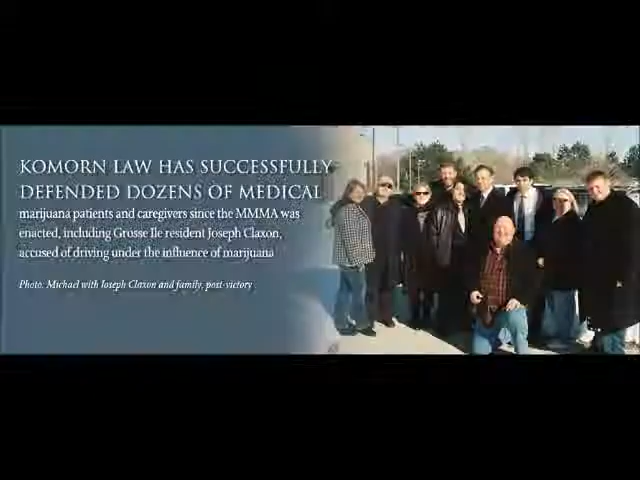 KOMORN LAW HAS SUCCESSFULLY
DEFENDED DOZENS OF MEDICAL
marijuana patients and caregivers since the MMMA was
enacted, including Grosse Ile resident Joseph Claxon,
accused of driving under the influence of marijuana
Photo: Michael with Joseph Claxon and family, post-victory